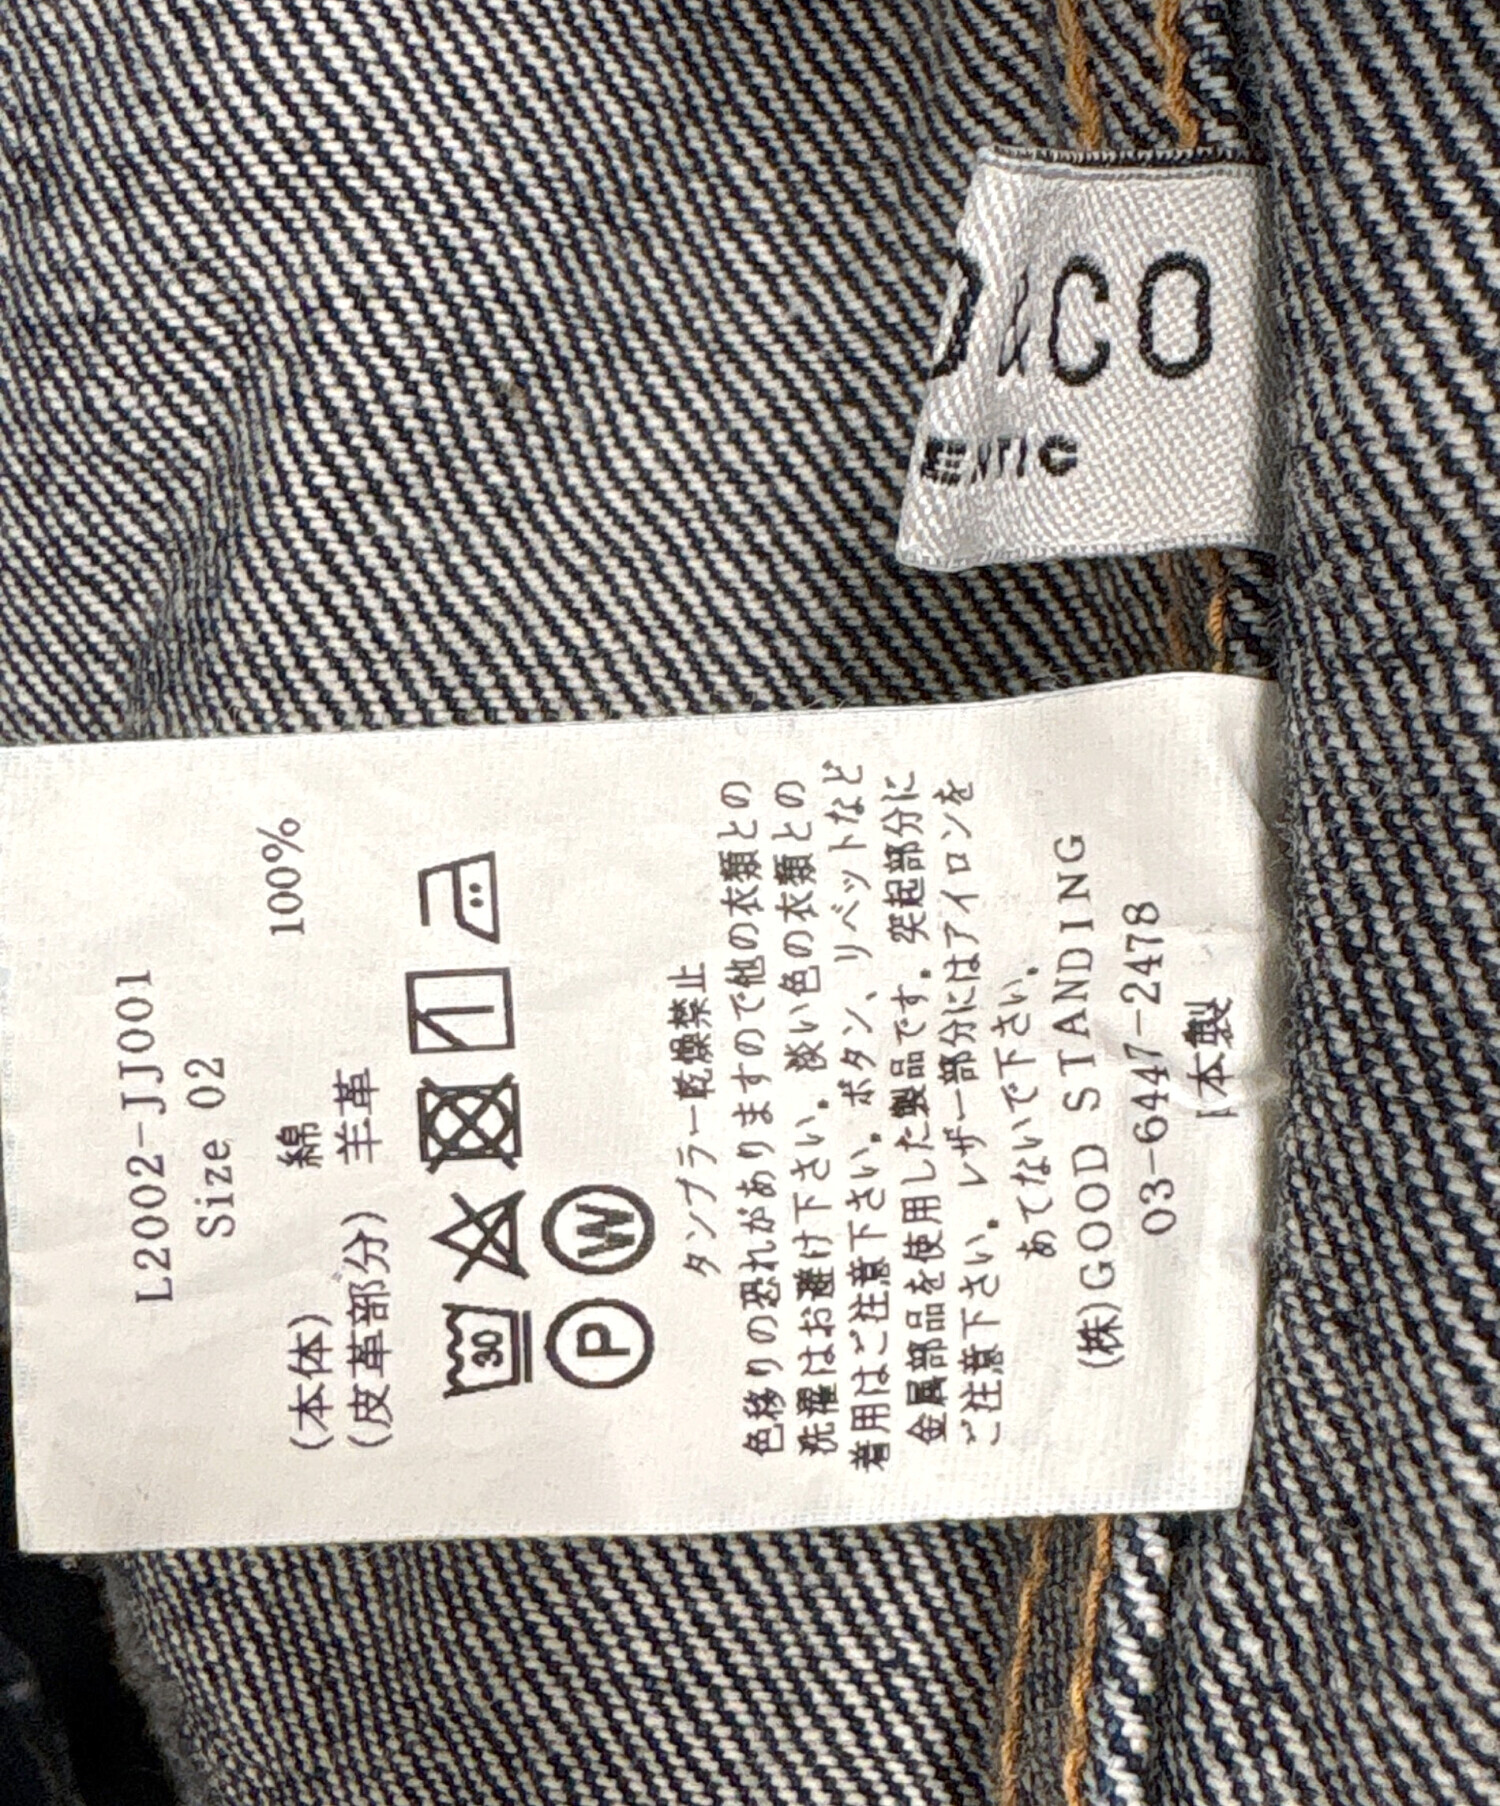 &CO
L2002-JJ001
Size 02
(本体) 綿 100%
(皮革部分) 羊革
30
P W
タンブラー乾燥禁止
色移りの恐れがありますので他の衣類との
洗濯はお避け下さい。淡い色の衣類との
着用はご注意下さい。ボタン、リベットなど
金属部品を使用した製品です。突起部分に
ご注意下さい。レザー部分にはアイロンを
あてないで下さい。
(株)GOOD STANDING
03-6447-2478
本製